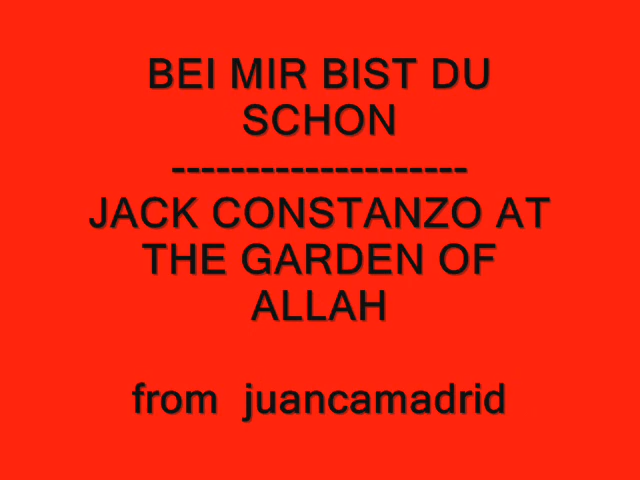 BEI MIR BIST DU
SCHON
--------------------
JACK CONSTANZO AT
THE GARDEN OF
ALLAH
from juancamadrid